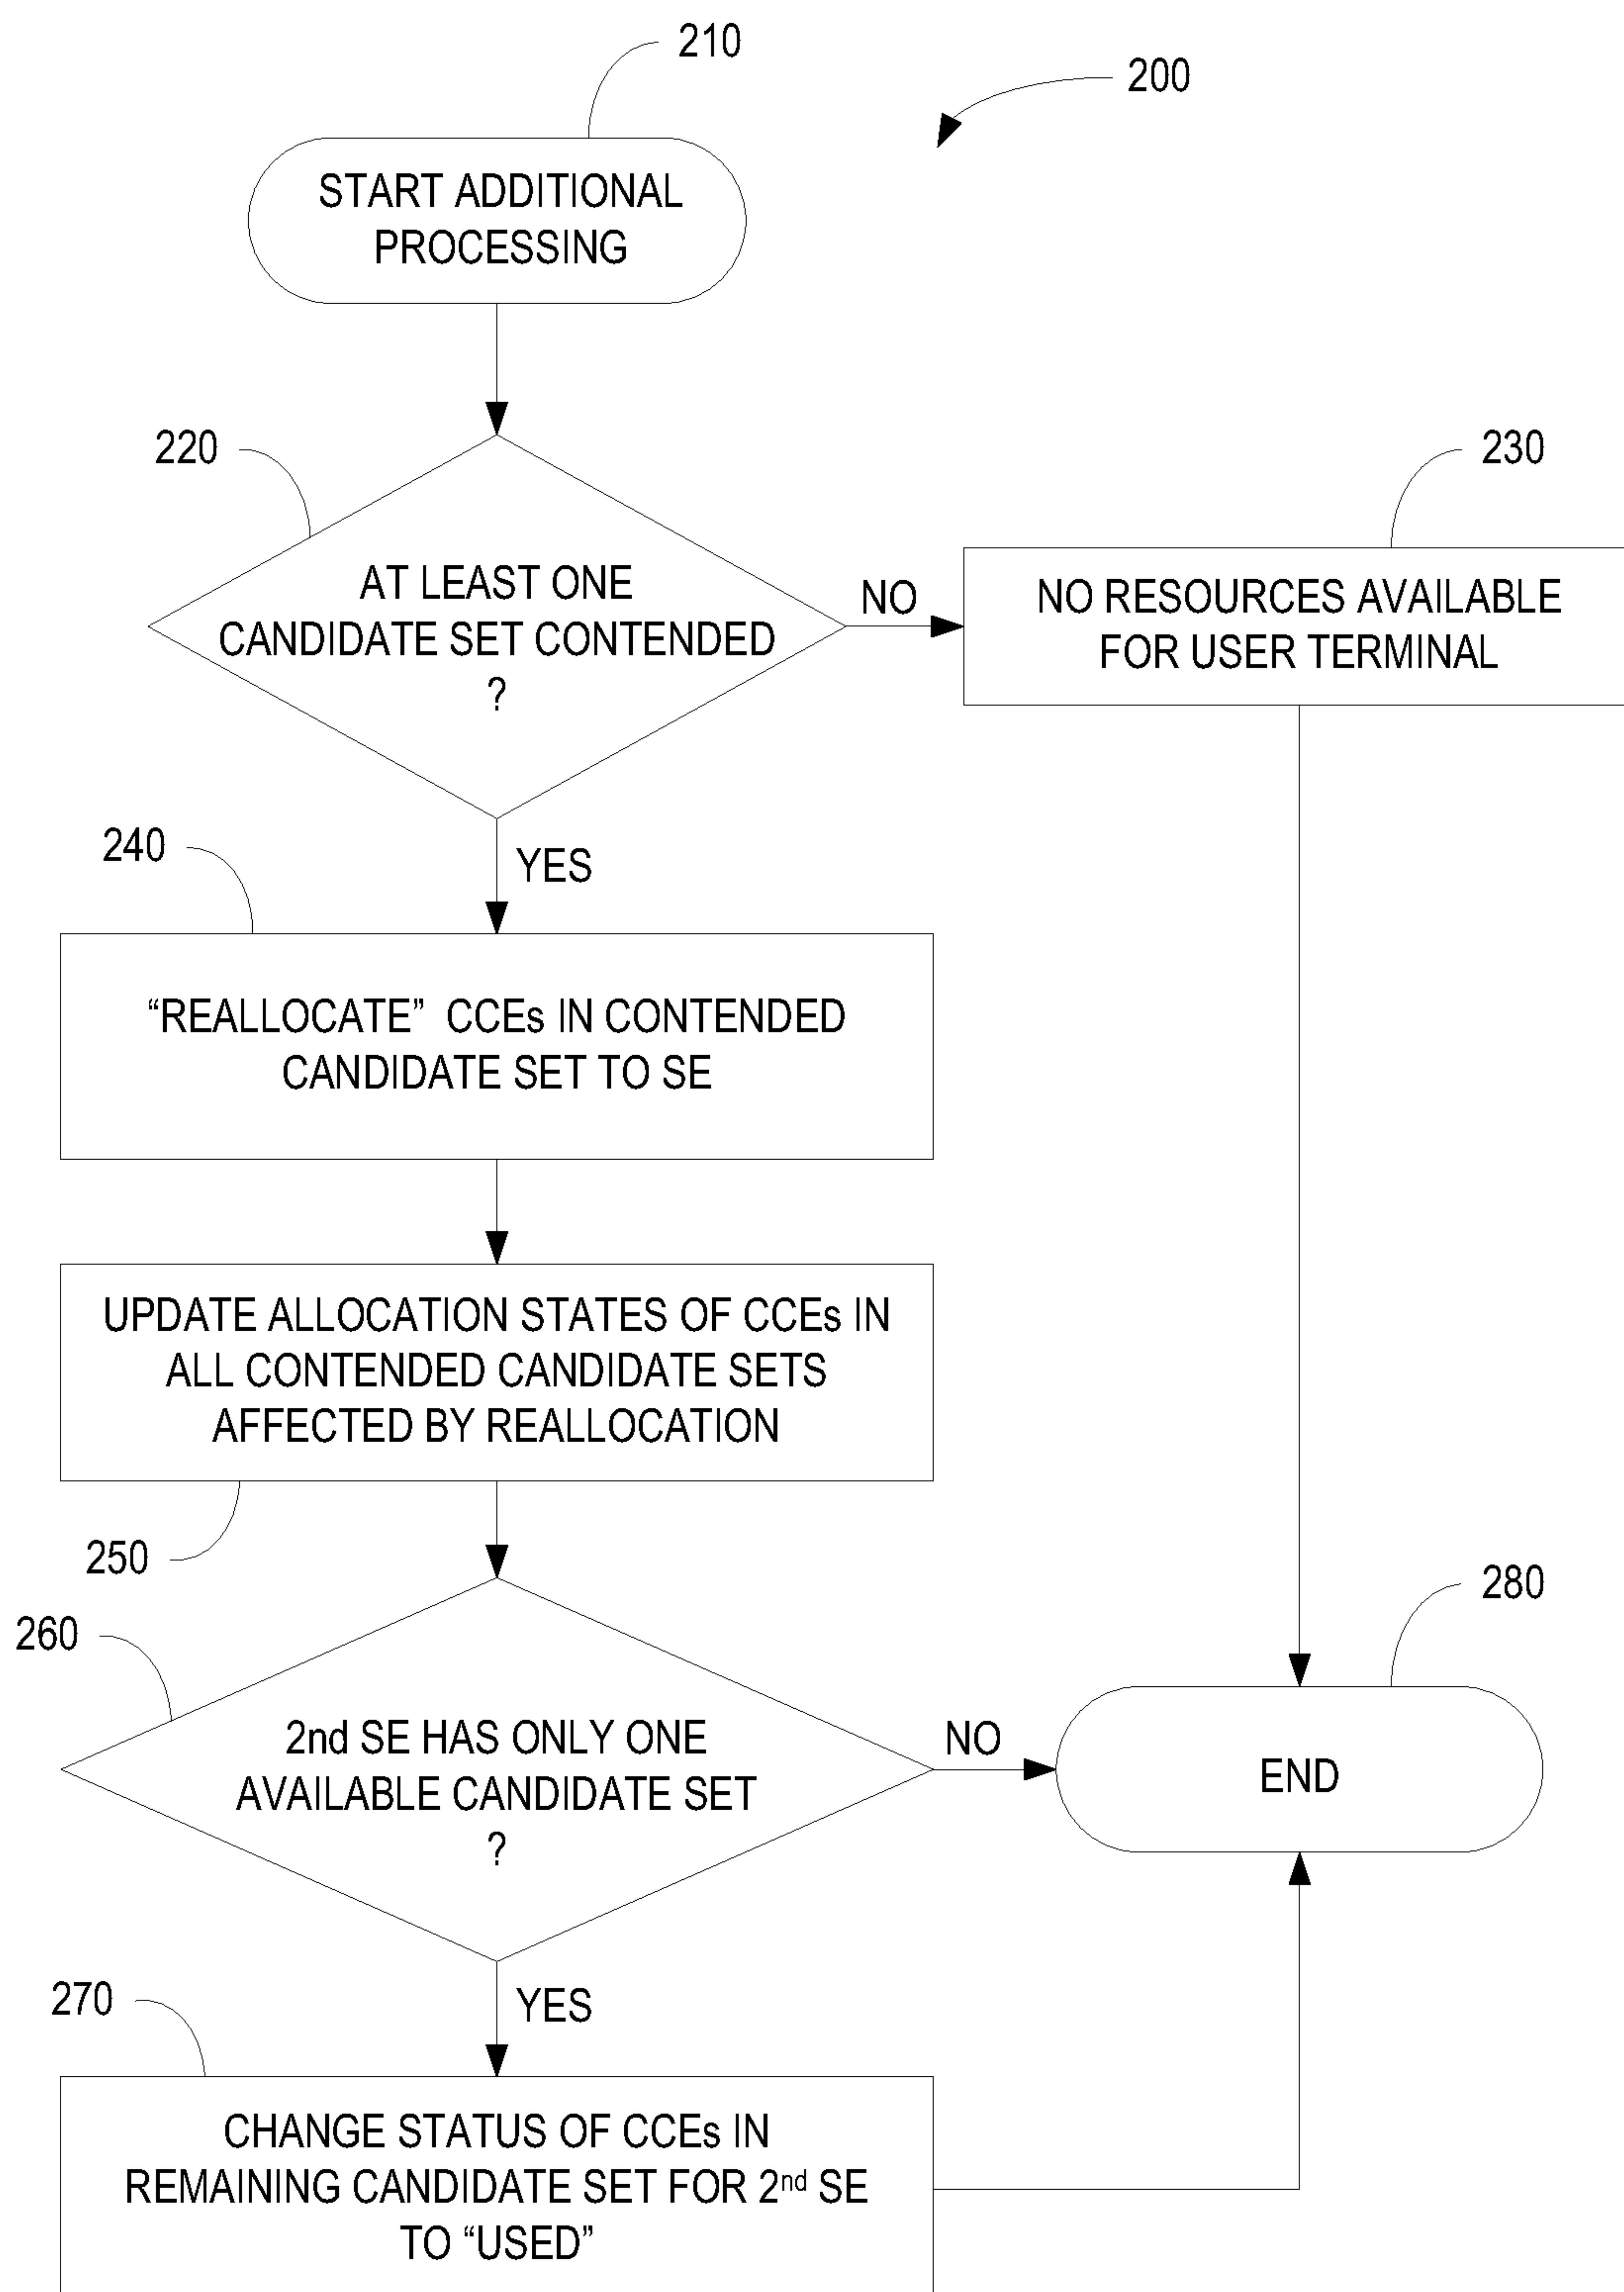 210
200
START ADDITIONAL
PROCESSING
220
230
AT LEAST ONE
CANDIDATE SET CONTENDED
?
NO
NO RESOURCES AVAILABLE
FOR USER TERMINAL
240
YES
“REALLOCATE” CCEs IN CONTENDED
CANDIDATE SET TO SE
UPDATE ALLOCATION STATES OF CCEs IN
ALL CONTENDED CANDIDATE SETS
AFFECTED BY REALLOCATION
250
260
280
2nd SE HAS ONLY ONE
AVAILABLE CANDIDATE SET
?
NO
END
270
YES
CHANGE STATUS OF CCEs IN
REMAINING CANDIDATE SET FOR 2nd SE
TO “USED”